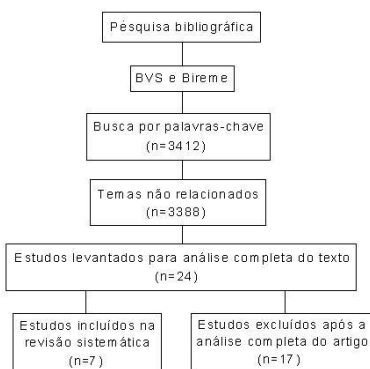 Pésquisa bibliográfica
BVS e Bireme
Busca por palavras-chave
(n=3412)
Temas não relacionados
(n=3388)
Estudos levantados para análise completa do texto
(n=24)
Estudos incluídos na
revisão sistemática
(n=7)
Estudos excluídos após a
análise completa do artigo
(n=17)